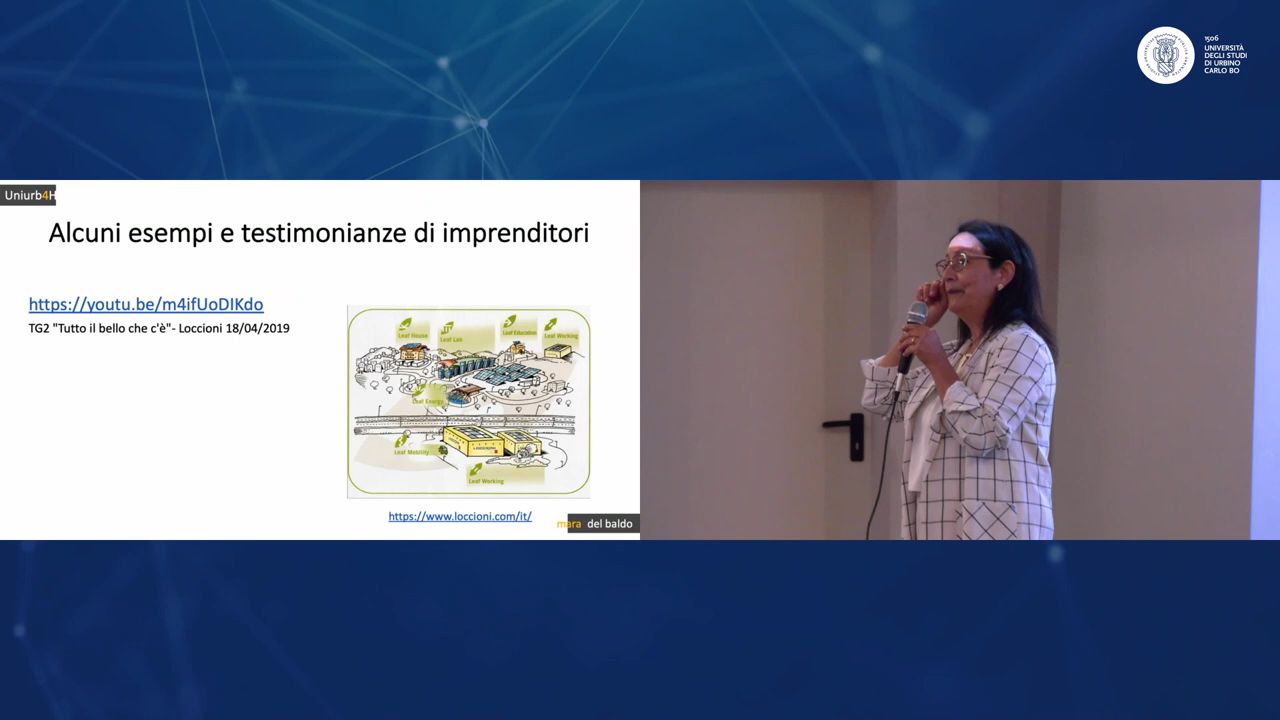 1506
UNIVERSITÀ
DEGLI STUDI
DI URBINO
CARLO BO
Uniurb4H
Alcuni esempi e testimonianze di imprenditori
https://youtu.be/m4ifUoDIKdo
TG2 "Tutto il bello che c'è"- Loccioni 18/04/2019
Leaf House
Leaf Lab
Leaf Education
Leaf Working
Leaf Energy
Leaf Mobility
Leaf Working
https://www.loccioni.com/it/
mara del baldo